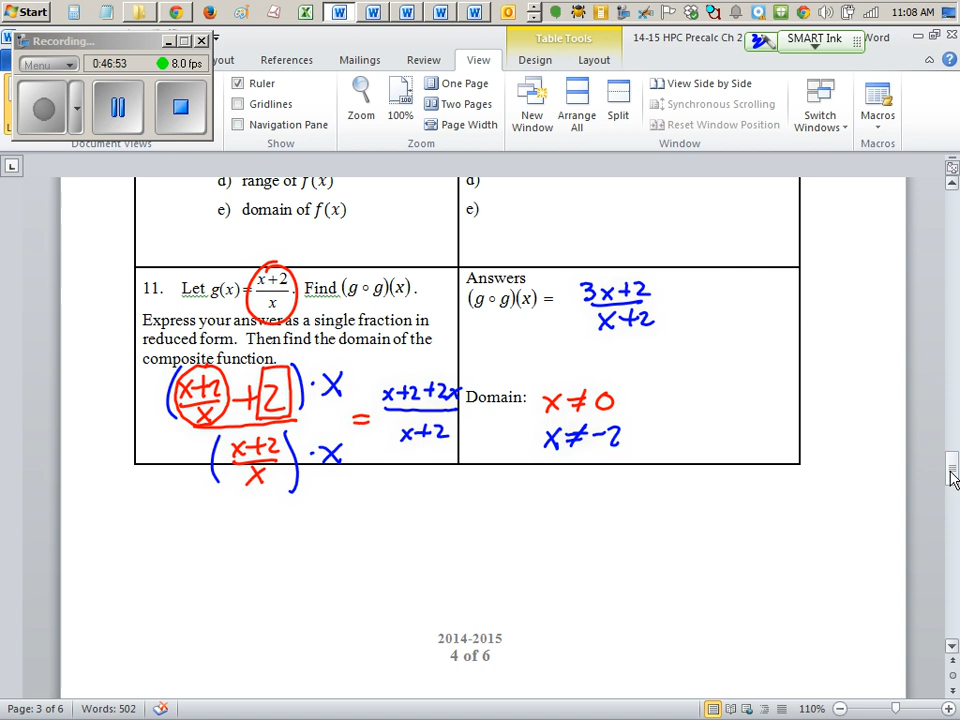 Start
11:08 AM
Recording...
14-15 HPC Precalc Ch 2
Table Tools
SMART Ink
Word
Menu
0:46:53
8.0 fps
yout
Mailings
Review
View
Design
Layout
Ruler
Gridlines
Navigation Pane
Zoom
100%
One Page
Two Pages
Page Width
New Window
Arrange All
Split
View Side by Side
Synchronous Scrolling
Reset Window Position
Switch Windows
Macros
Document Views
Show
Zoom
Window
Macros
d) range of f(x)
d)
e) domain of f(x)
e)
11. Let g(x) = (x+2)/x. Find (g ∘ g)(x).
Express your answer as a single fraction in
reduced form. Then find the domain of the
composite function.
((x+2)/x + 2) · x
((x+2)/x) · x
= (x+2+2x)/(x+2)
Answers
(g ∘ g)(x) = (3x+2)/(x+2)
Domain: x ≠ 0
x ≠ -2
2014-2015
4 of 6
Page: 3 of 6
Words: 502
110%